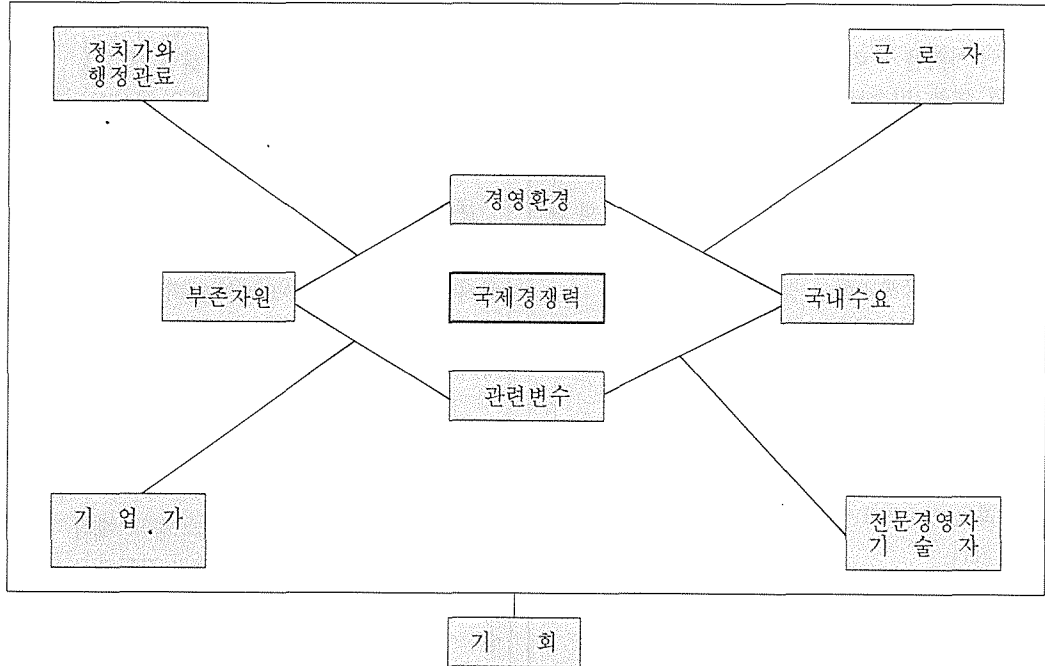 정치가와
행정관료
근 로 자
경영환경
부존자원
국제경쟁력
국내수요
관련변수
기 업 가
전문경영자
기 술 자
기 회